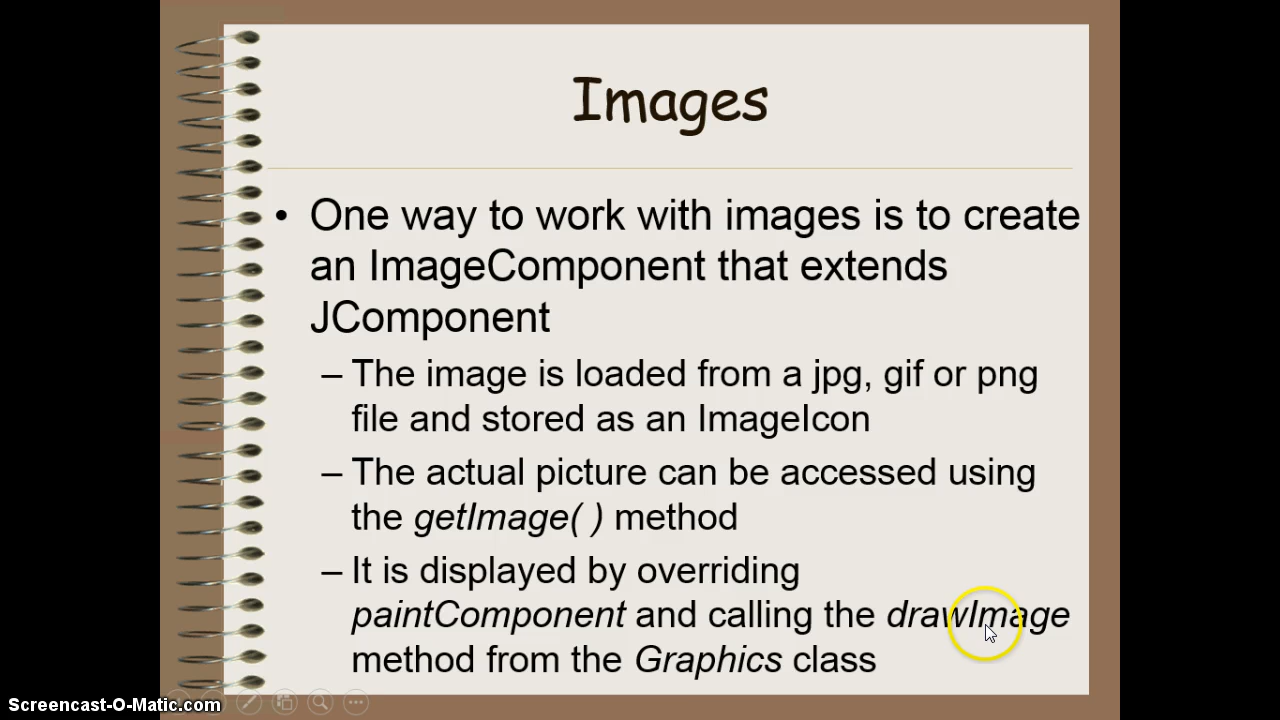 Images
• One way to work with images is to create
an ImageComponent that extends
JComponent
– The image is loaded from a jpg, gif or png
file and stored as an ImageIcon
– The actual picture can be accessed using
the getImage( ) method
– It is displayed by overriding
paintComponent and calling the drawImage
method from the Graphics class
Screencast-O-Matic.com